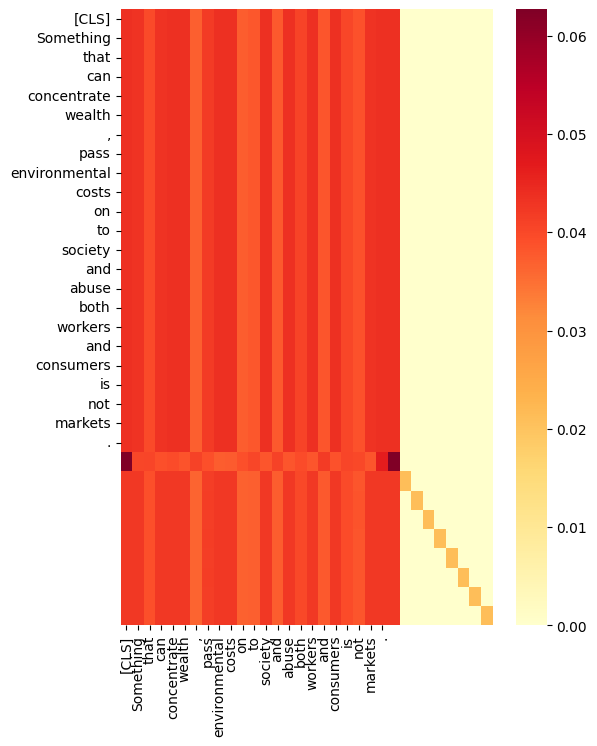 [CLS]
Something
that
can
concentrate
wealth
,
pass
environmental
costs
on
to
society
and
abuse
both
workers
and
consumers
is
not
markets
.
0.06
0.05
0.04
0.03
0.02
0.01
0.00
[CLS]
Something
that
can
concentrate
wealth
,
pass
environmental
costs
on
to
society
and
abuse
both
workers
and
consumers
is
not
markets
.